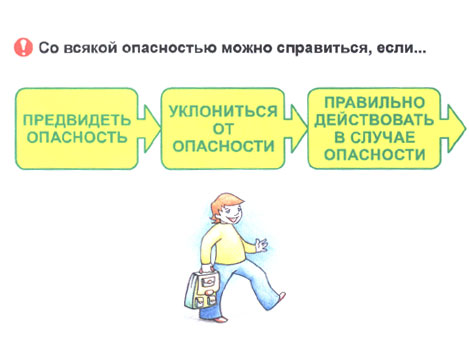 Со всякой опасностью можно справиться, если...
ПРЕДВИДЕТЬ
ОПАСНОСТЬ
УКЛОНИТЬСЯ
ОТ
ОПАСНОСТИ
ПРАВИЛЬНО
ДЕЙСТВОВАТЬ
В СЛУЧАЕ
ОПАСНОСТИ